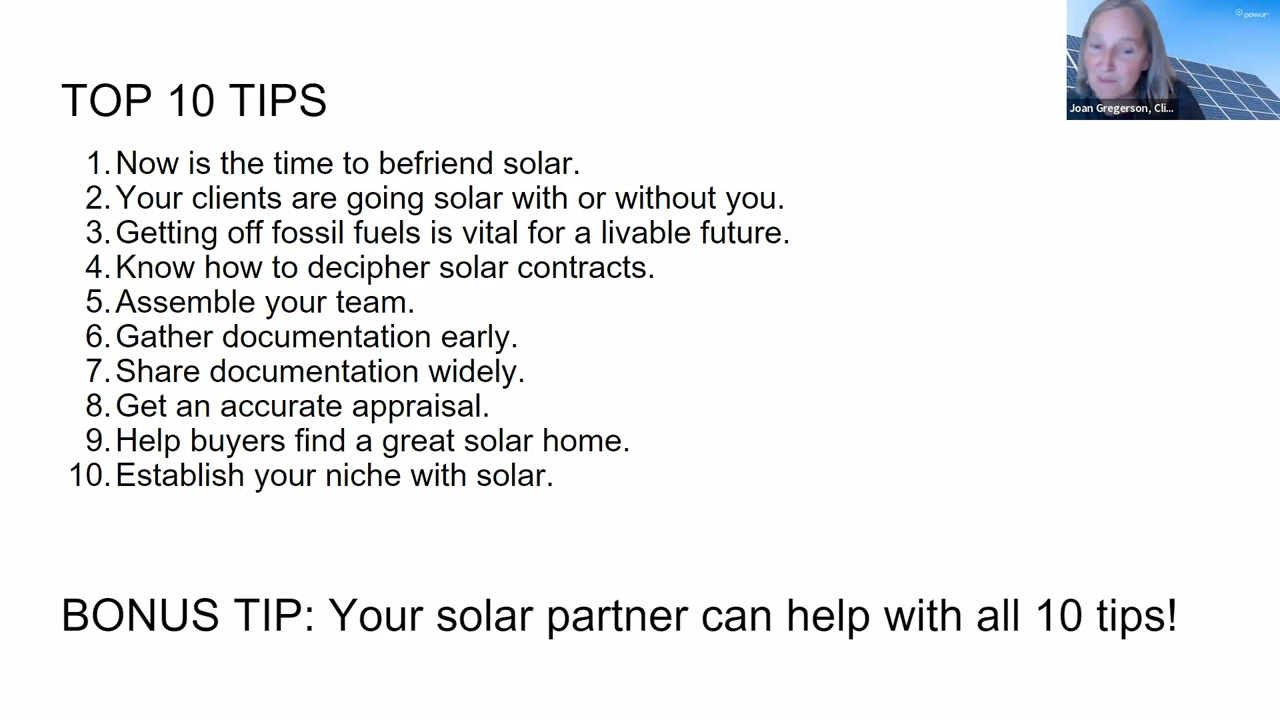 powur
Joan Gregerson, Cli...
TOP 10 TIPS
1. Now is the time to befriend solar.
2. Your clients are going solar with or without you.
3. Getting off fossil fuels is vital for a livable future.
4. Know how to decipher solar contracts.
5. Assemble your team.
6. Gather documentation early.
7. Share documentation widely.
8. Get an accurate appraisal.
9. Help buyers find a great solar home.
10. Establish your niche with solar.
BONUS TIP: Your solar partner can help with all 10 tips!